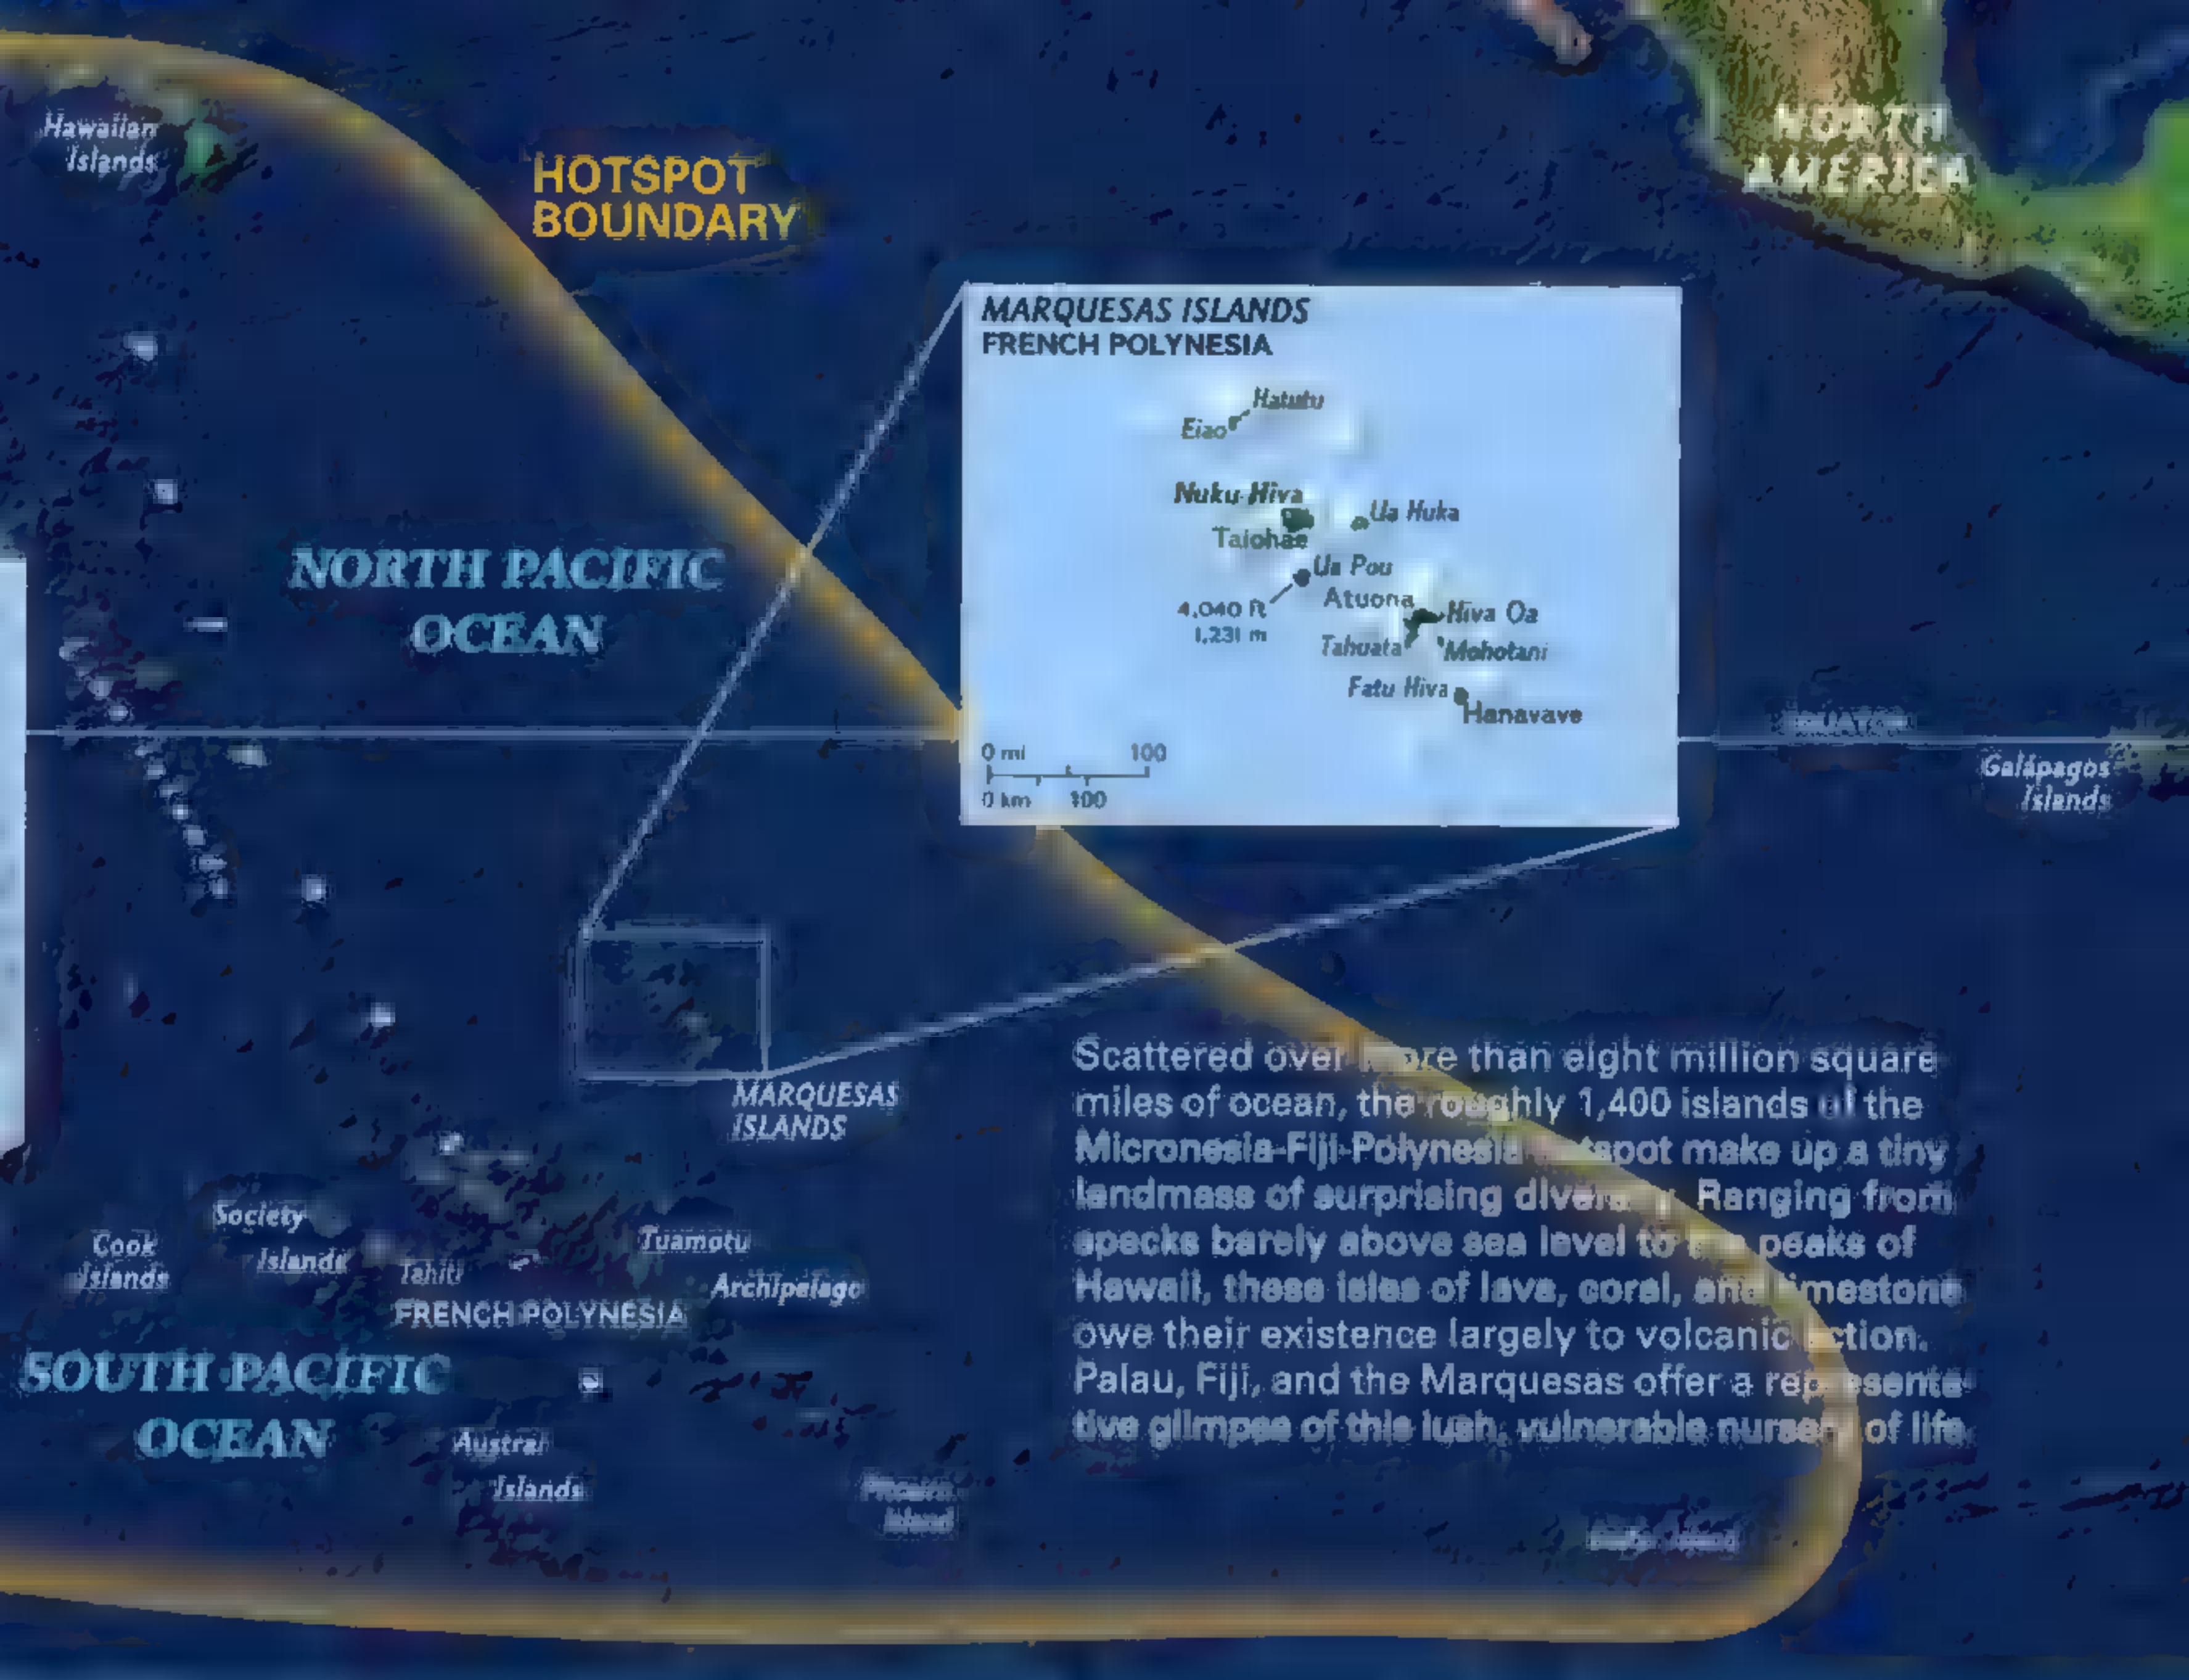 Hawaiian
Islands
HOTSPOT
BOUNDARY
NORTH
AMERICA
MARQUESAS ISLANDS
FRENCH POLYNESIA
Hatutu
Eiao
Nuku Hiva
Ua Huka
Taiohae
Ua Pou
4,040 ft
1,231 m
Atuona
Hiva Oa
Tahuata
Mohotani
Fatu Hiva
Hanavave
0 mi 100
0 km 100
NORTH PACIFIC
OCEAN
EQUATOR
Galápagos
Islands
MARQUESAS
ISLANDS
Scattered over more than eight million square
miles of ocean, the roughly 1,400 islands of the
Micronesia-Fiji-Polynesia hotspot make up a tiny
landmass of surprising diversity. Ranging from
specks barely above sea level to the peaks of
Hawaii, these isles of lava, coral, and limestone
owe their existence largely to volcanic action.
Palau, Fiji, and the Marquesas offer a representa-
tive glimpse of this lush, vulnerable nursery of life.
Society
Islands
Cook
Islands
Tahiti
Tuamotu
Archipelago
FRENCH POLYNESIA
SOUTH PACIFIC
OCEAN
Austral
Islands
Pitcairn
Island